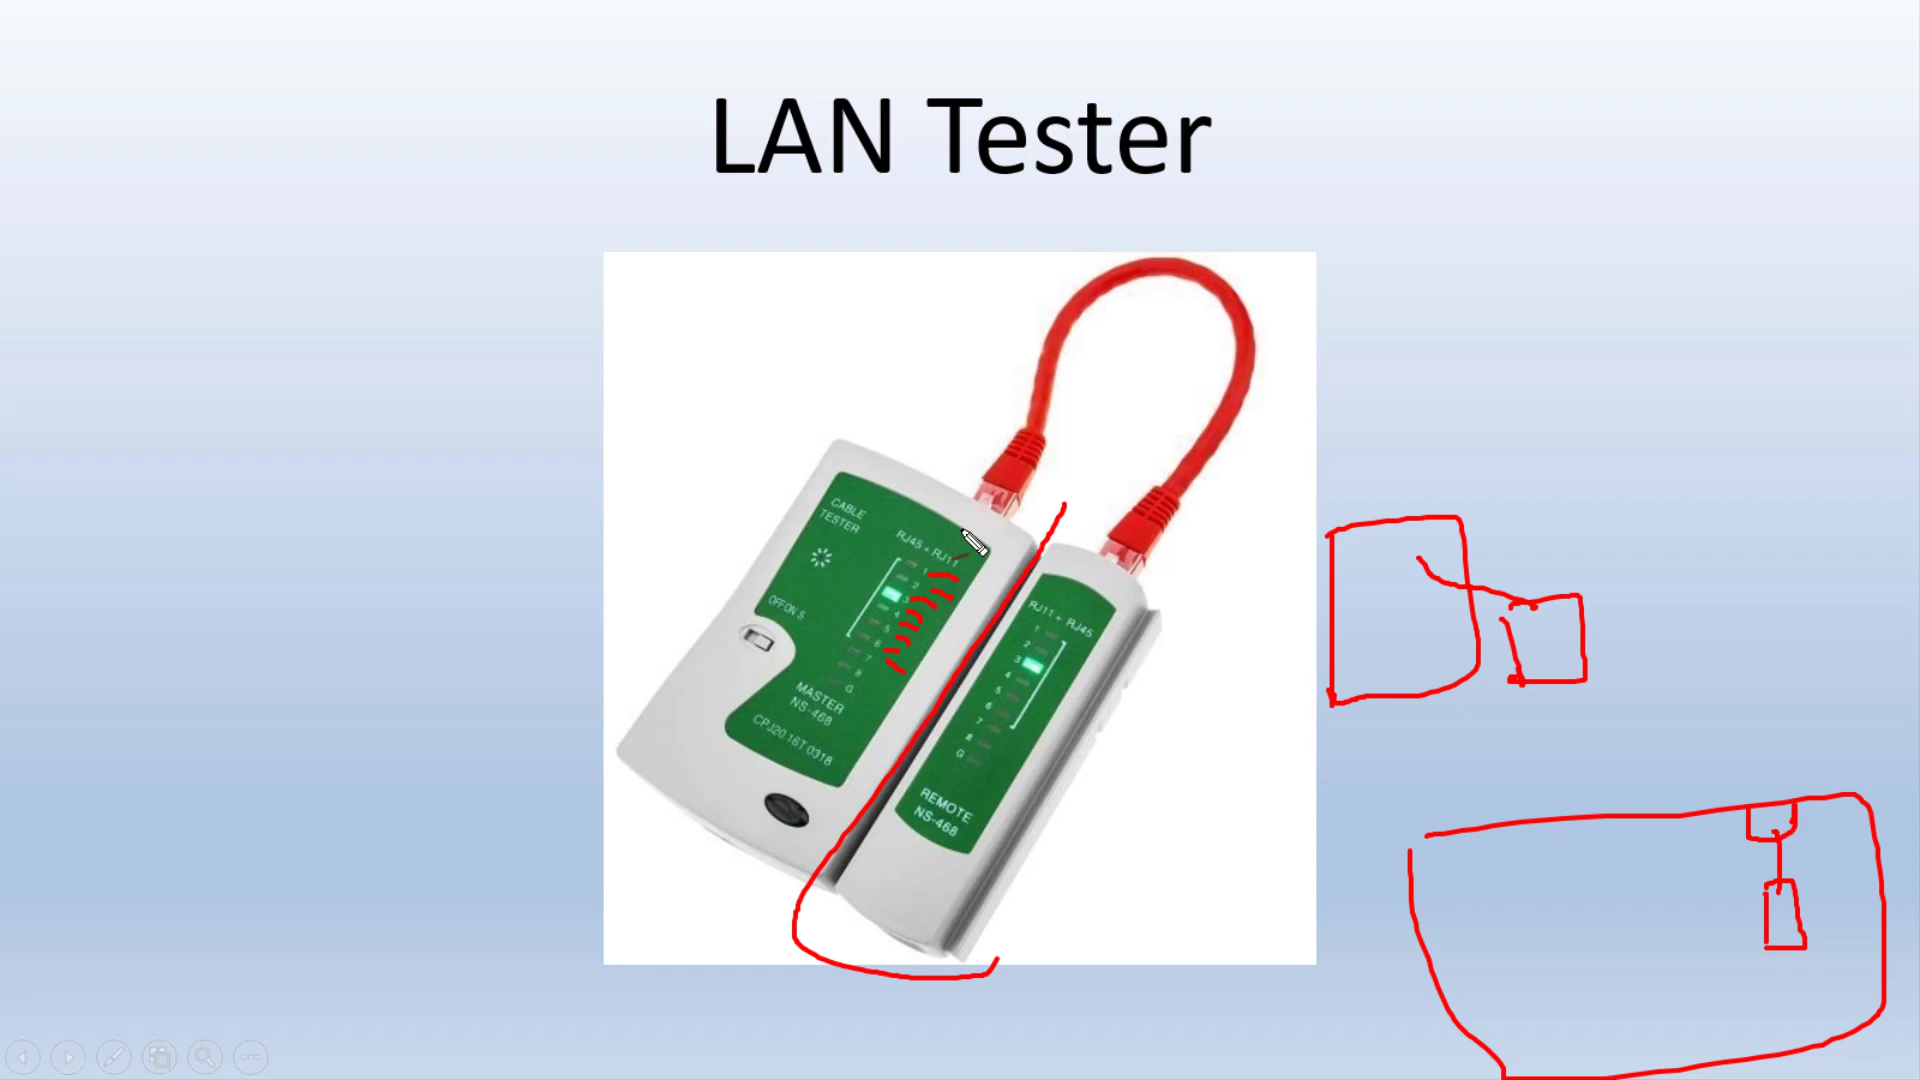 LAN Tester
CABLE
TESTER
RJ45 + RJ11
1
2
3
4
5
6
7
8
G
OFF ON S
MASTER
NS-468
CPJ2016T0318
RJ11 + RJ45
1
2
3
4
5
6
7
8
G
REMOTE
NS-468